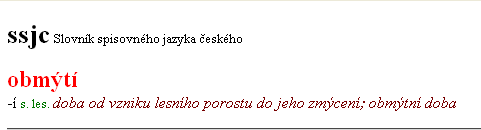 ssjc Slovník spisovného jazyka českého
obmýtí
-í s. les. doba od vzniku lesního porostu do jeho zmýcení; obmýtní doba